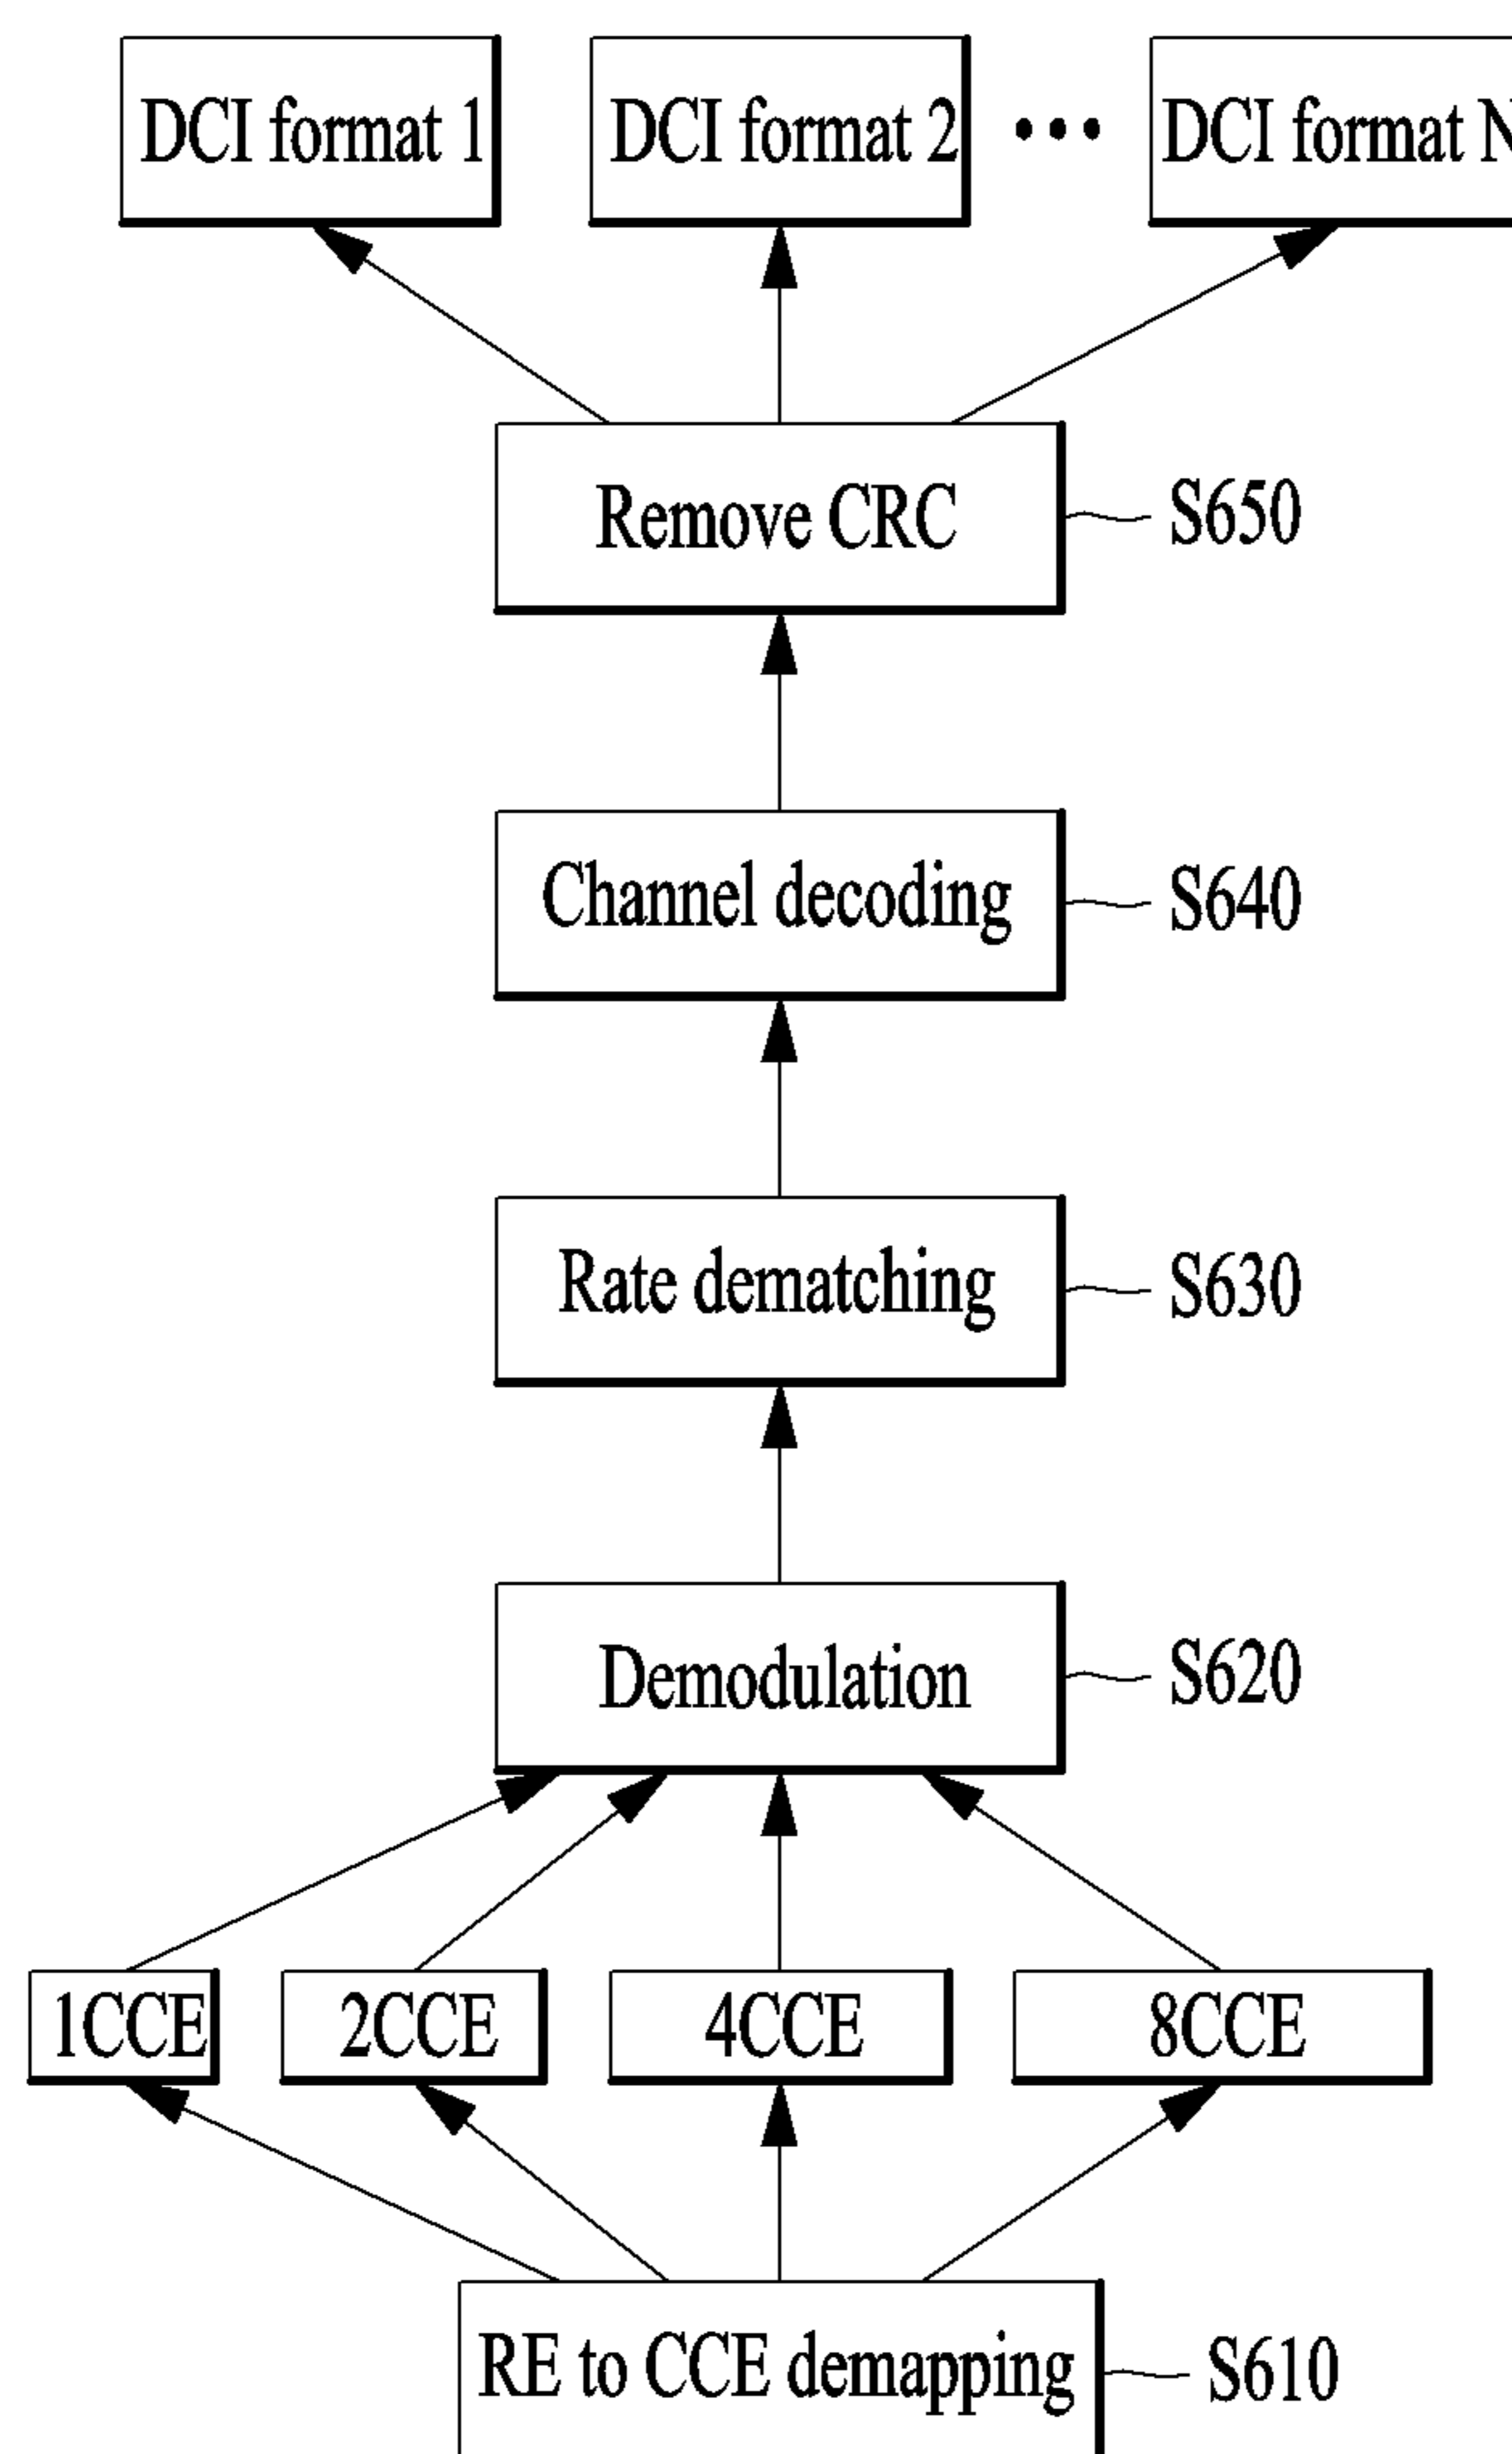 DCI format 1
DCI format 2
DCI format N
Remove CRC
S650
Channel decoding
S640
Rate dematching
S630
Demodulation
S620
1CCE
2CCE
4CCE
8CCE
RE to CCE demapping
S610